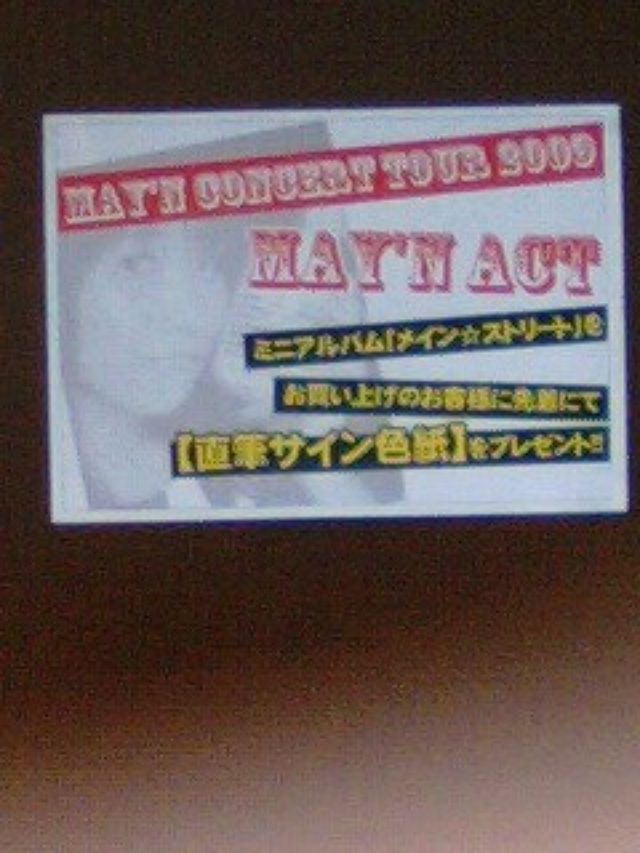 MAY'N CONCERT TOUR 2009
MAY'N ACT
ミニアルバム「メイン☆ストリート」を
お買い上げのお客様に先着にて
【直筆サイン色紙】をプレゼント!!